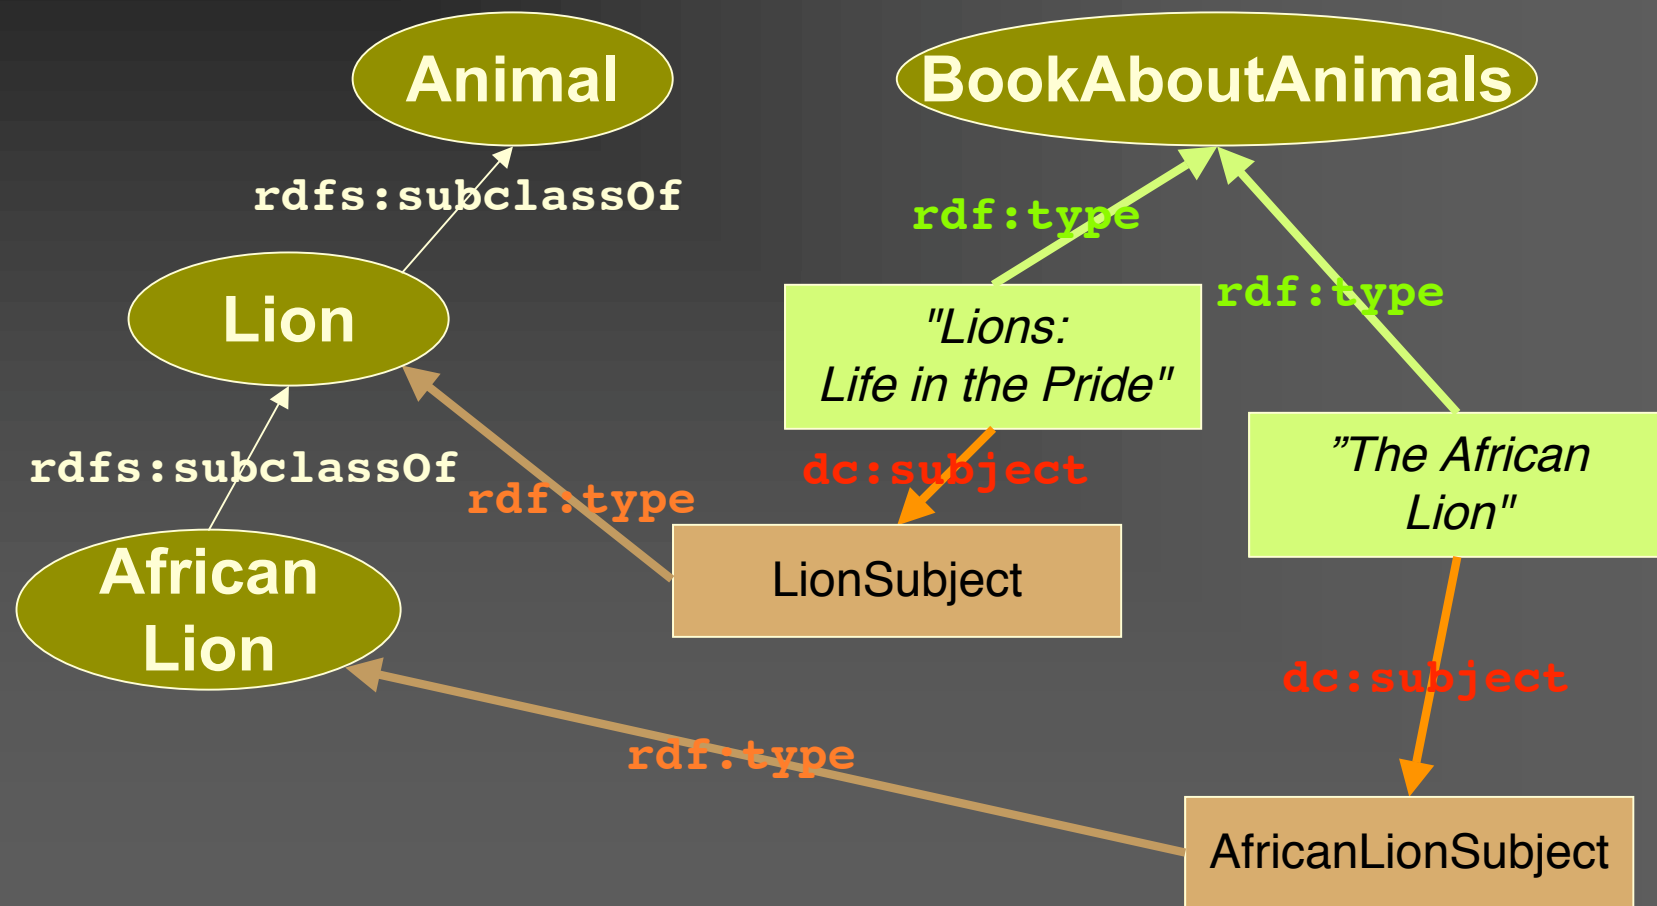 Animal
BookAboutAnimals
rdfs:subclassOf
rdf:type
rdf:type
Lion
"Lions:
Life in the Pride"
rdfs:subclassOf
rdf:type
dc:subject
”The African
Lion"
African
Lion
LionSubject
dc:subject
rdf:type
AfricanLionSubject